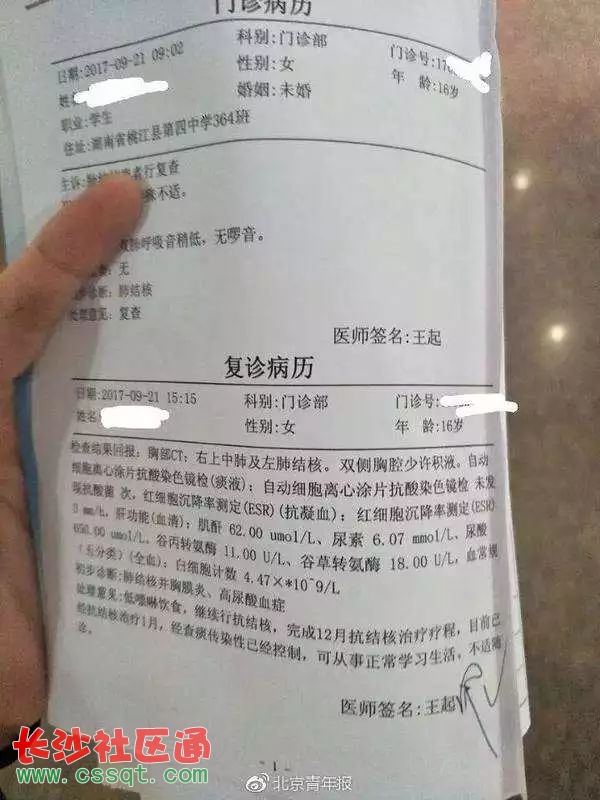 门诊病历
日期:2017-09-21 09:02 科别:门诊部 门诊号:170
姓 性别:女 年 龄:16岁
职业:学生 婚姻:未婚
住址:湖南省桃江县第四中学364班
主诉: 者行复查
不适。
肺呼吸音稍低,无啰音。
无
诊断:肺结核
处理意见:复查
医师签名:王起
复诊病历
日期:2017-09-21 15:15 科别:门诊部 门诊号:
姓名: 性别:女 年 龄:16岁
检查结果回报:胸部CT:右上中肺及左肺结核。双侧胸腔少许积液。自动
细胞离心涂片抗酸染色镜检(痰液):自动细胞离心涂片抗酸染色镜检 未发
现抗酸菌 次,红细胞沉降率测定(ESR)(抗凝血):红细胞沉降率测定(ESR)
mm/h,肝功能(血清):肌酐 62.00 umol/L、尿素 6.07 mmol/L、尿酸
650.00 umol/L、谷丙转氨酶 11.00 U/L、谷草转氨酶 18.00 U/L,血常规
(五分类)(全血):白细胞计数 4.47×*10^9/L
初步诊断:肺结核并胸膜炎、高尿酸血症
处理意见:低嘌呤饮食,继续行抗结核,完成12月抗结核治疗疗程,目前已
经抗结核治疗1月,经查痰传染性已经控制,可从事正常学习生活,不适随
诊。
医师签名:王起
- 1 -
长沙社区通
www.cssqt.com
北京青年报